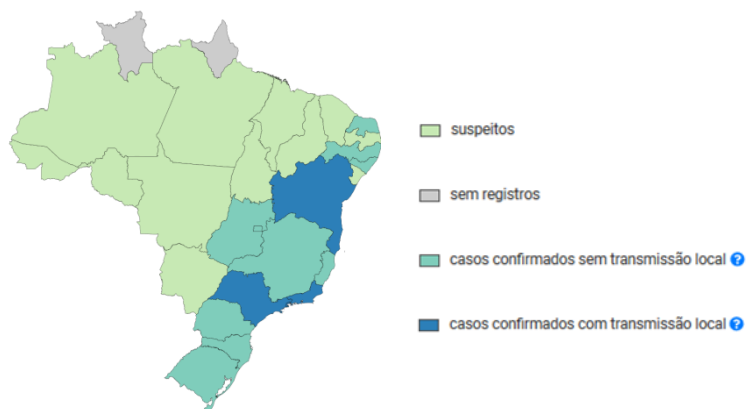 suspeitos
sem registros
casos confirmados sem transmissão local ?
casos confirmados com transmissão local ?